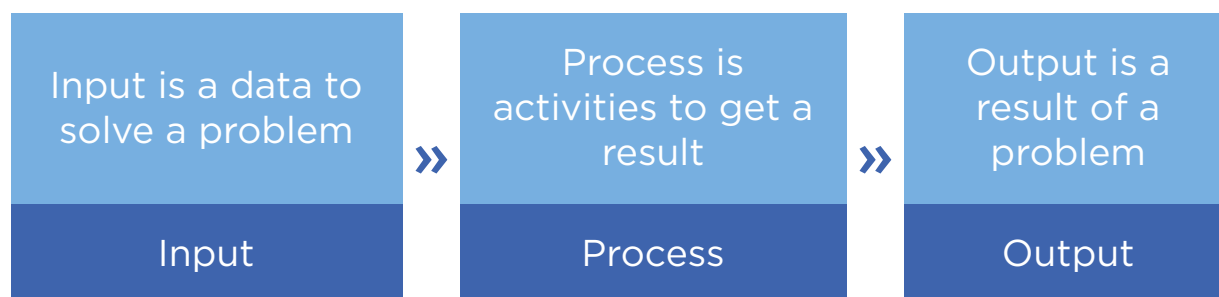 Input is a data to
solve a problem
»
Process is
activities to get a
result
»
Output is a
result of a
problem
Input
Process
Output